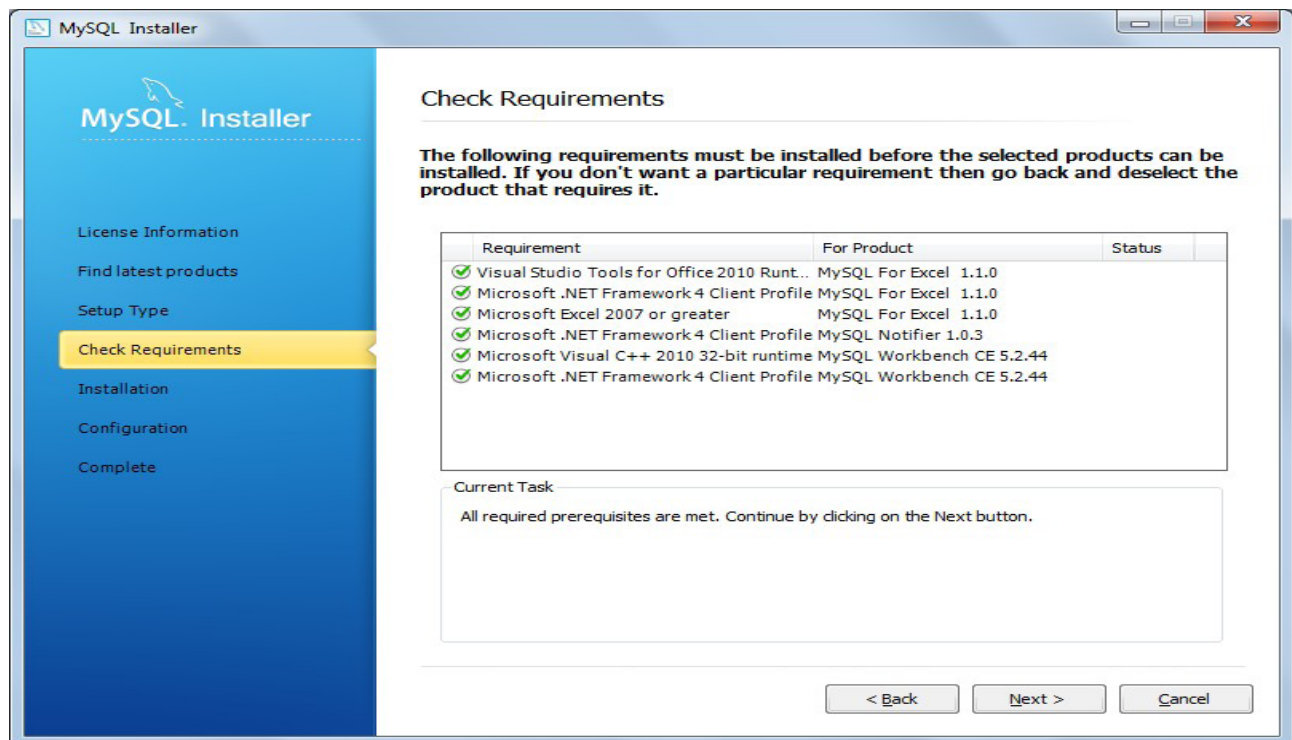 MySQL Installer
MySQL. Installer
License Information
Find latest products
Setup Type
Check Requirements
Installation
Configuration
Complete
Check Requirements
The following requirements must be installed before the selected products can be
installed. If you don't want a particular requirement then go back and deselect the
product that requires it.
Requirement For Product Status
Visual Studio Tools for Office 2010 Runt... MySQL For Excel 1.1.0
Microsoft .NET Framework 4 Client Profile MySQL For Excel 1.1.0
Microsoft Excel 2007 or greater MySQL For Excel 1.1.0
Microsoft .NET Framework 4 Client Profile MySQL Notifier 1.0.3
Microsoft Visual C++ 2010 32-bit runtime MySQL Workbench CE 5.2.44
Microsoft .NET Framework 4 Client Profile MySQL Workbench CE 5.2.44
Current Task
All required prerequisites are met. Continue by clicking on the Next button.
< Back Next > Cancel